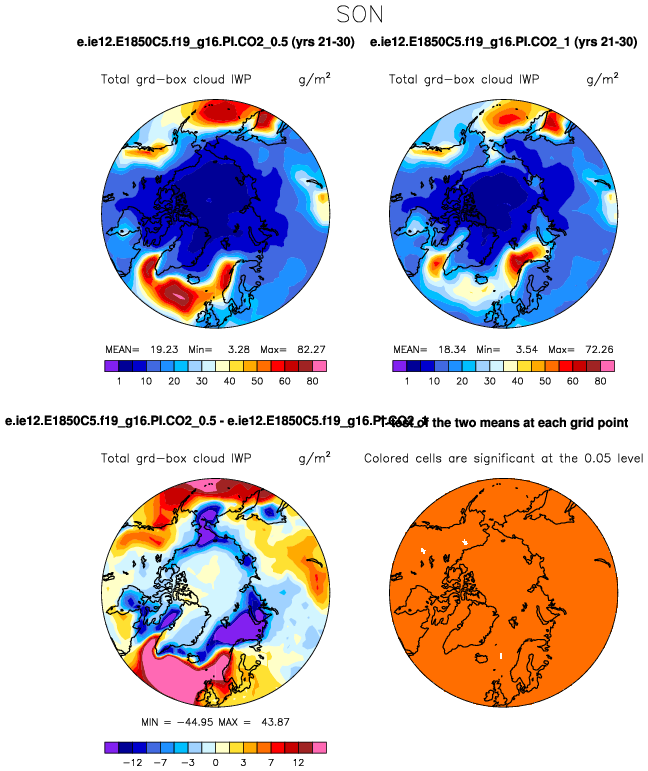 SON
e.ie12.E1850C5.f19_g16.PI.CO2_0.5 (yrs 21-30)
e.ie12.E1850C5.f19_g16.PI.CO2_1 (yrs 21-30)
Total grd-box cloud IWP g/m²
Total grd-box cloud IWP g/m²
MEAN= 19.23 Min= 3.28 Max= 82.27
MEAN= 18.34 Min= 3.54 Max= 72.26
1 10 20 30 40 50 60 80
1 10 20 30 40 50 60 80
e.ie12.E1850C5.f19_g16.PI.CO2_0.5 - e.ie12.E1850C5.f19_g16.PI.CO2_1
T-test of the two means at each grid point
Total grd-box cloud IWP g/m²
Colored cells are significant at the 0.05 level
MIN = -44.95 MAX = 43.87
-12 -7 -3 0 3 7 12